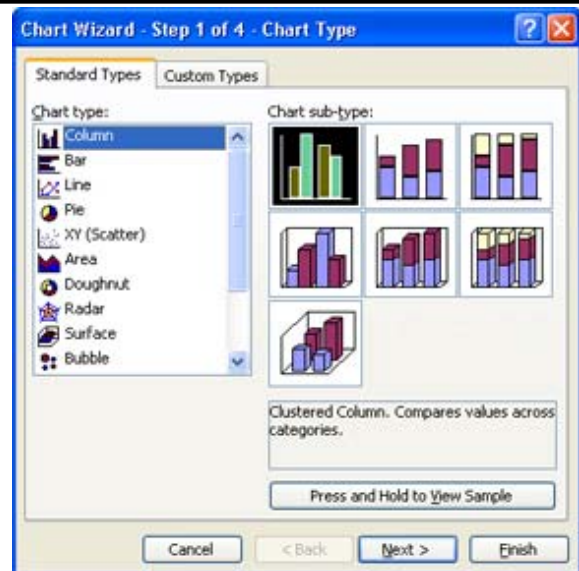 Chart Wizard - Step 1 of 4 - Chart Type
Standard Types
Custom Types
Chart type:
Column
Bar
Line
Pie
XY (Scatter)
Area
Doughnut
Radar
Surface
Bubble
Chart sub-type:
Clustered Column. Compares values across
categories.
Press and Hold to View Sample
Cancel
< Back
Next >
Finish